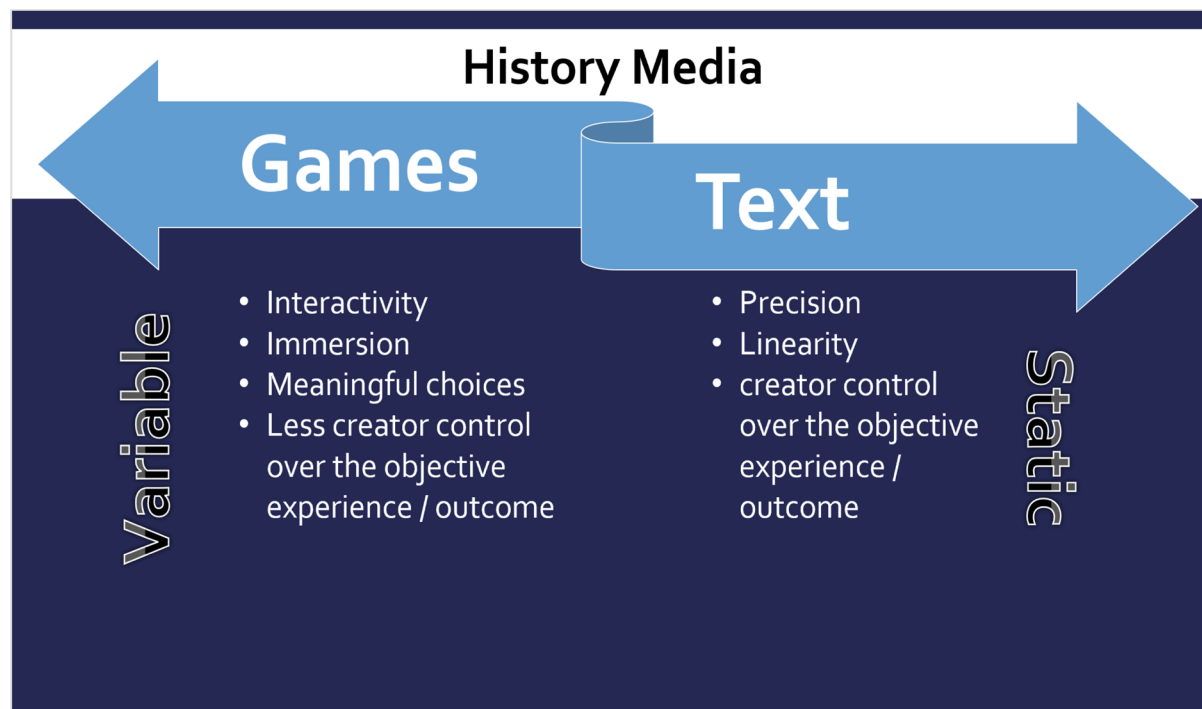 History Media
Games
Text
Variable
• Interactivity
• Immersion
• Meaningful choices
• Less creator control
over the objective
experience / outcome
• Precision
• Linearity
• creator control
over the objective
experience /
outcome
Static